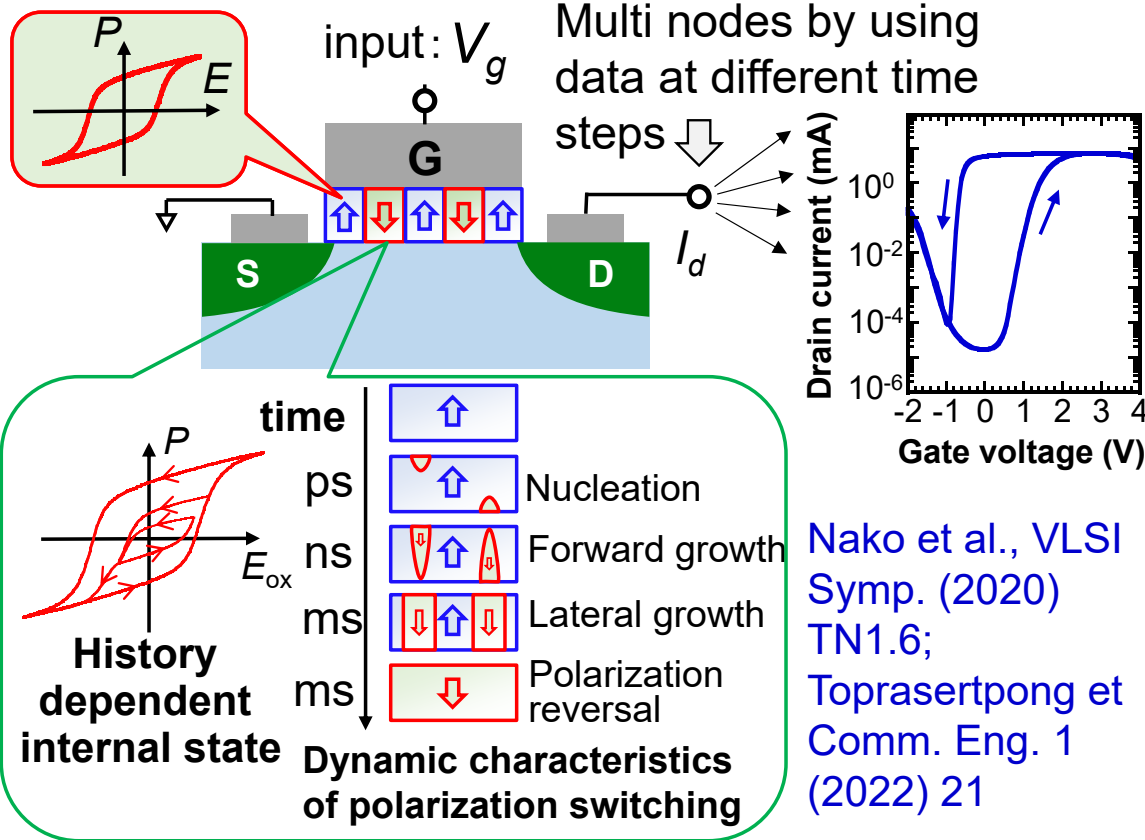 P
E
input: Vg
G
S
D
Id
Multi nodes by using
data at different time
steps
Drain current (mA)
10^0
10^-2
10^-4
10^-6
-2 -1 0 1 2 3 4
Gate voltage (V)
time
ps
Nucleation
ns
Forward growth
ms
Lateral growth
ms
Polarization
reversal
P
Eox
History
dependent
internal state
Dynamic characteristics
of polarization switching
Nako et al., VLSI
Symp. (2020)
TN1.6;
Toprasertpong et
Comm. Eng. 1
(2022) 21